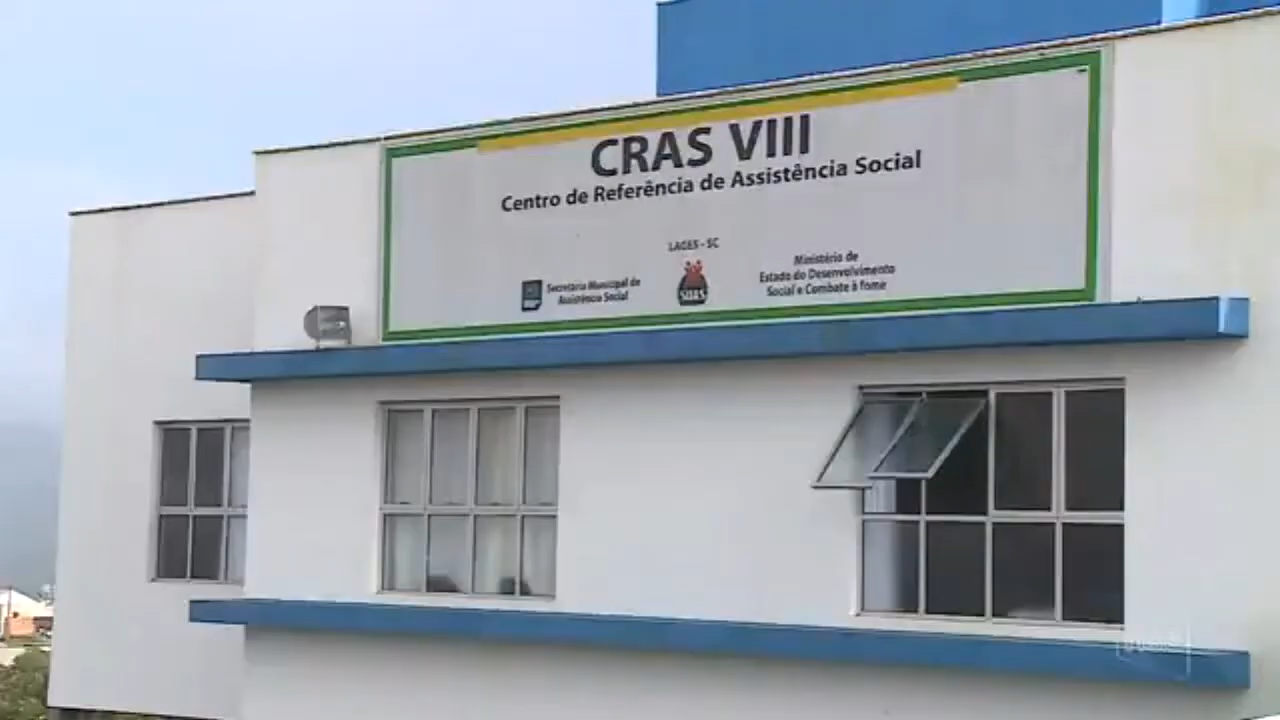 CRAS VIII
Centro de Referência de Assistência Social
LAGES - SC
Secretaria Municipal de
Assistência Social
SUAS
Ministério de
Estado do Desenvolvimento
Social e Combate à fome